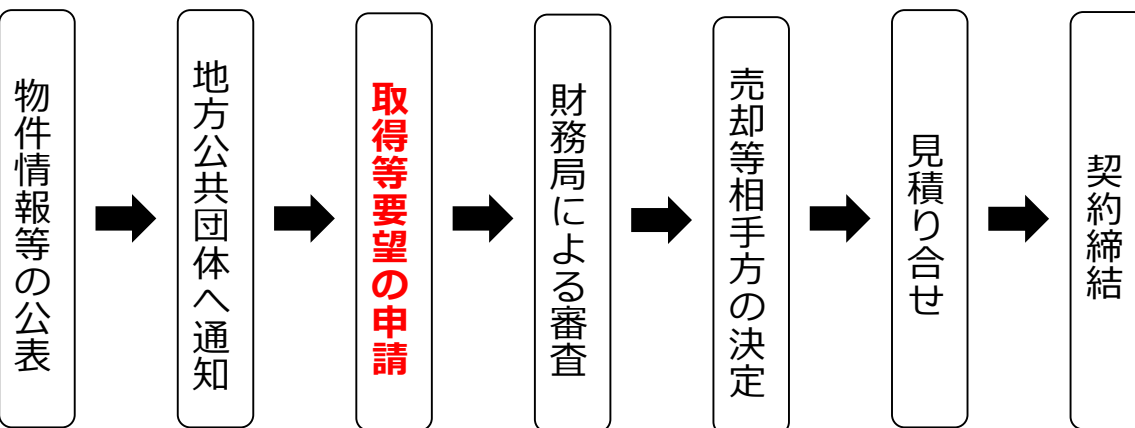 物件情報等の公表
地方公共団体へ通知
取得等要望の申請
財務局による審査
売却等相手方の決定
見積り合せ
契約締結